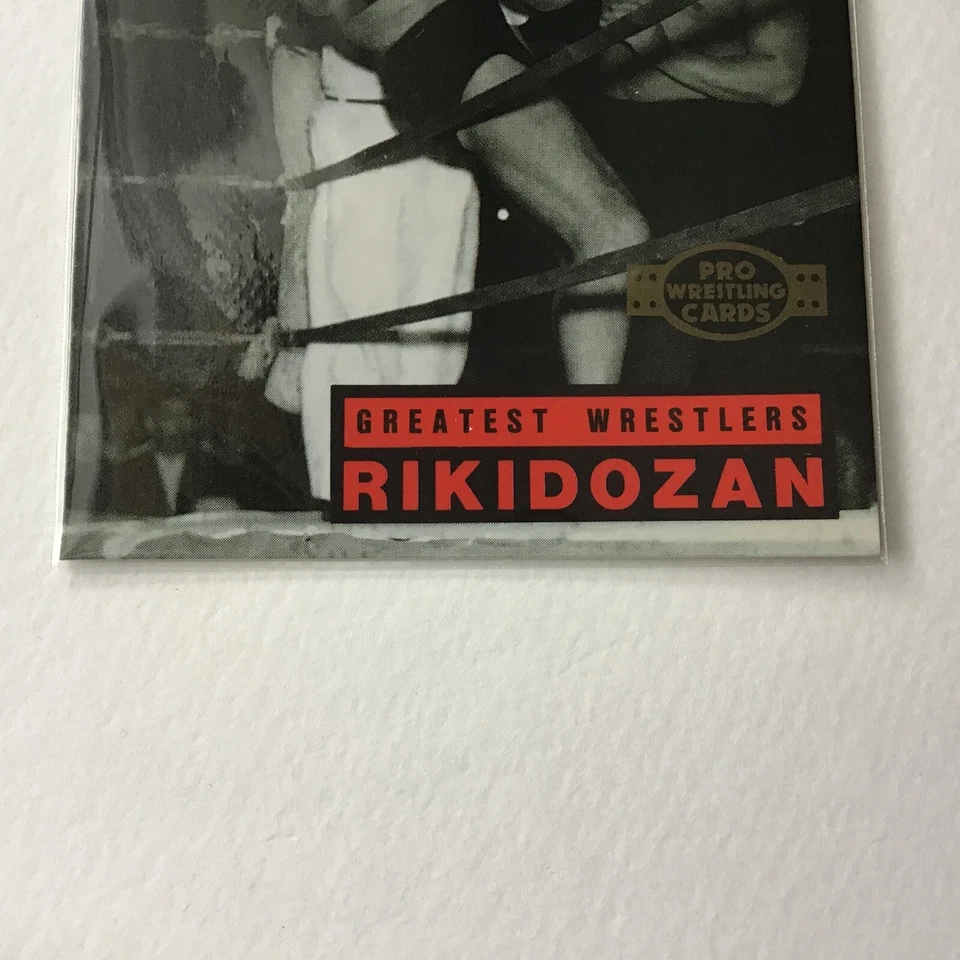 PRO
WRESTLING
CARDS
GREATEST WRESTLERS
RIKIDOZAN